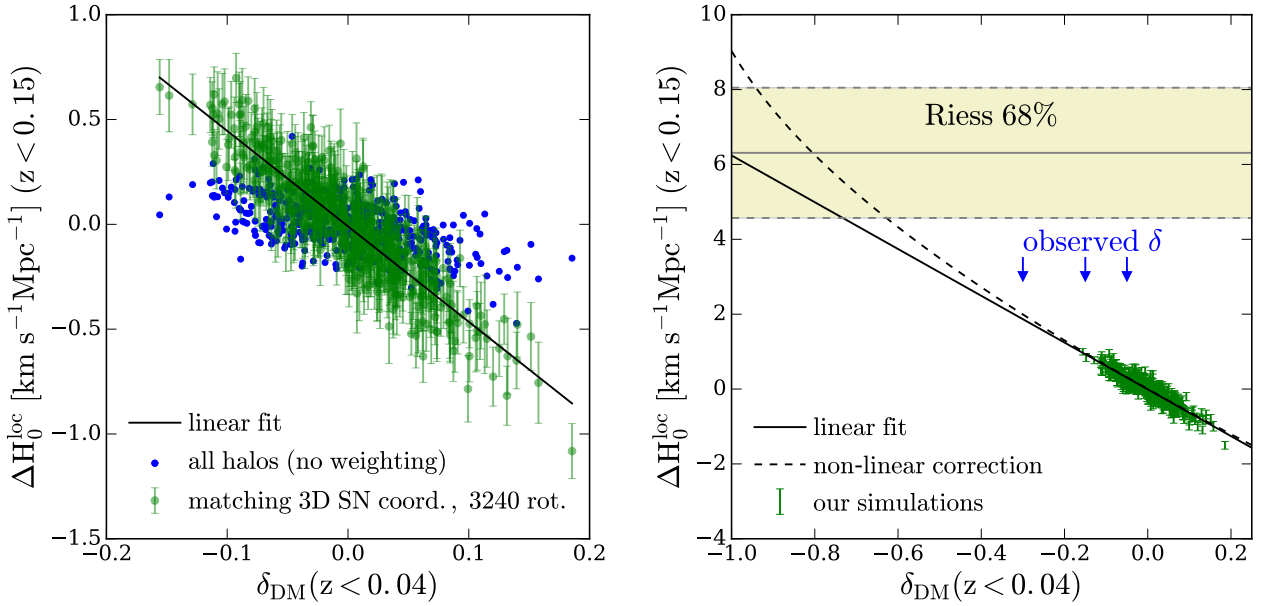 1.0
0.5
0.0
−0.5
−1.0
−1.5
−0.2
−0.1
0.0
0.1
0.2
ΔH₀ˡᵒᶜ [km s⁻¹Mpc⁻¹] (z < 0.15)
δ_DM(z < 0.04)
linear fit
all halos (no weighting)
matching 3D SN coord., 3240 rot.
10
8
6
4
2
0
−2
−4
−1.0
−0.8
−0.6
−0.4
−0.2
0.0
0.2
ΔH₀ˡᵒᶜ [km s⁻¹Mpc⁻¹] (z < 0.15)
δ_DM(z < 0.04)
Riess 68%
observed δ
linear fit
non-linear correction
our simulations